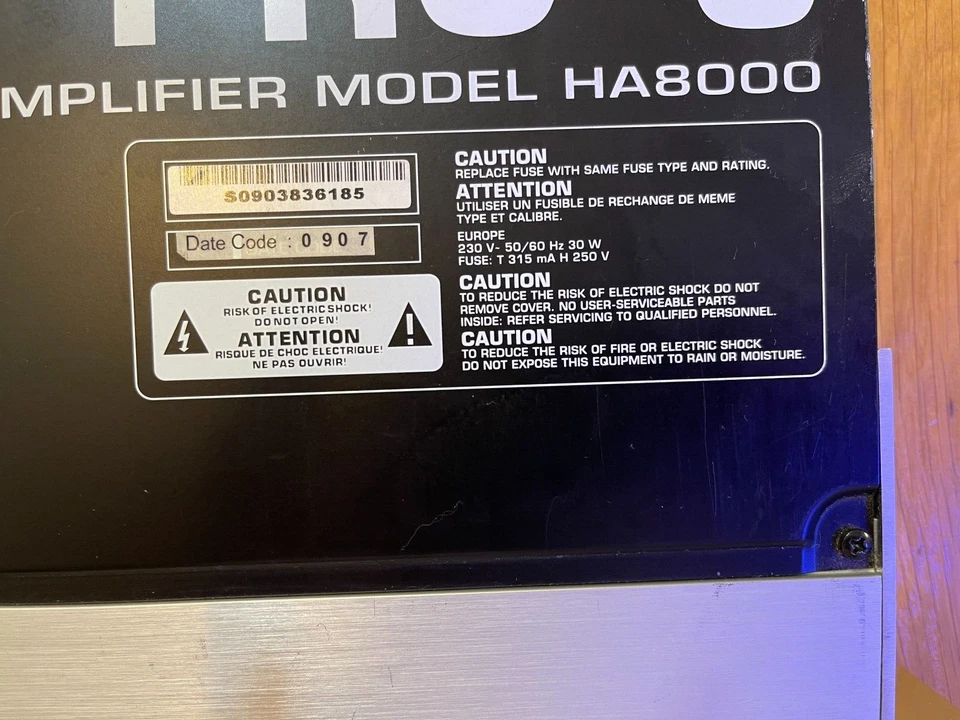 MPLIFIER MODEL HA8000
S0903836185
Date Code : 0 9 0 7
CAUTION
RISK OF ELECTRIC SHOCK!
DO NOT OPEN!
ATTENTION
RISQUE DE CHOC ELECTRIQUE!
NE PAS OUVRIR!
CAUTION
REPLACE FUSE WITH SAME FUSE TYPE AND RATING.
ATTENTION
UTILISER UN FUSIBLE DE RECHANGE DE MEME
TYPE ET CALIBRE.
EUROPE
230 V~ 50/60 Hz 30 W
FUSE: T 315 mA H 250 V
CAUTION
TO REDUCE THE RISK OF ELECTRIC SHOCK DO NOT
REMOVE COVER. NO USER-SERVICEABLE PARTS
INSIDE: REFER SERVICING TO QUALIFIED PERSONNEL.
CAUTION
TO REDUCE THE RISK OF FIRE OR ELECTRIC SHOCK
DO NOT EXPOSE THIS EQUIPMENT TO RAIN OR MOISTURE.